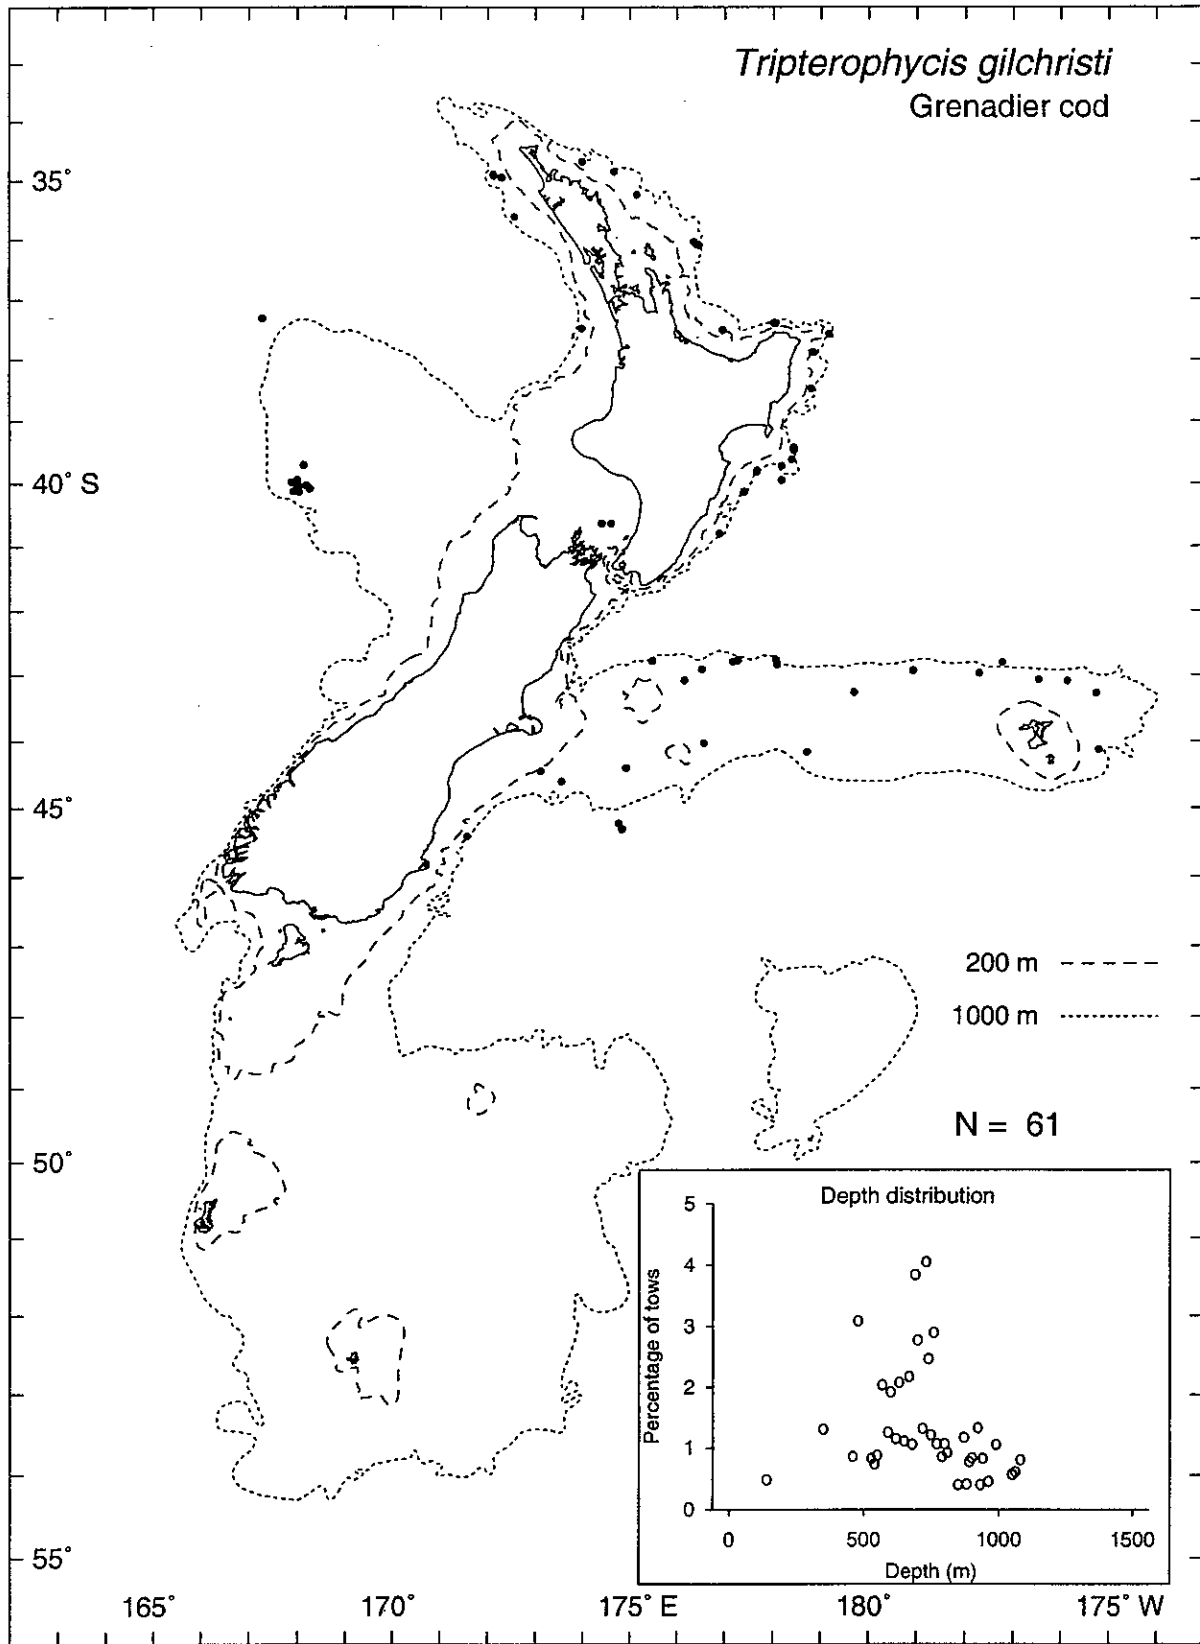 Tripterophycis gilchristi
Grenadier cod
35°
40° S
45°
50°
55°
200 m
1000 m
N = 61
Depth distribution
Percentage of tows
5
4
3
2
1
0
0 500 1000 1500
Depth (m)
165° 170° 175° E 180° 175° W